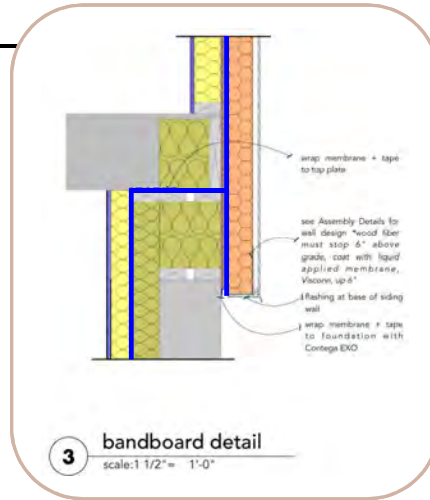 wrap membrane + tape
to top plate
see Assembly Details for
wall design *wood fiber
must stop 6" above
grade, coat with liquid
applied membrane,
Visconn, up 6"
flashing at base of siding
wall
wrap membrane + tape
to foundation with
Contega EXO
3
bandboard detail
scale:1 1/2"= 1'-0"